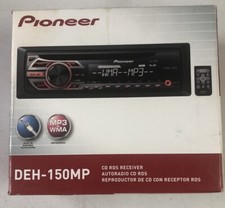 Pioneer
Pioneer
WMA-MP3
MP3
WMA
DEH-150MP
CD RDS RECEIVER
AUTORADIO CD RDS
REPRODUCTOR DE CD CON RECEPTOR RDS